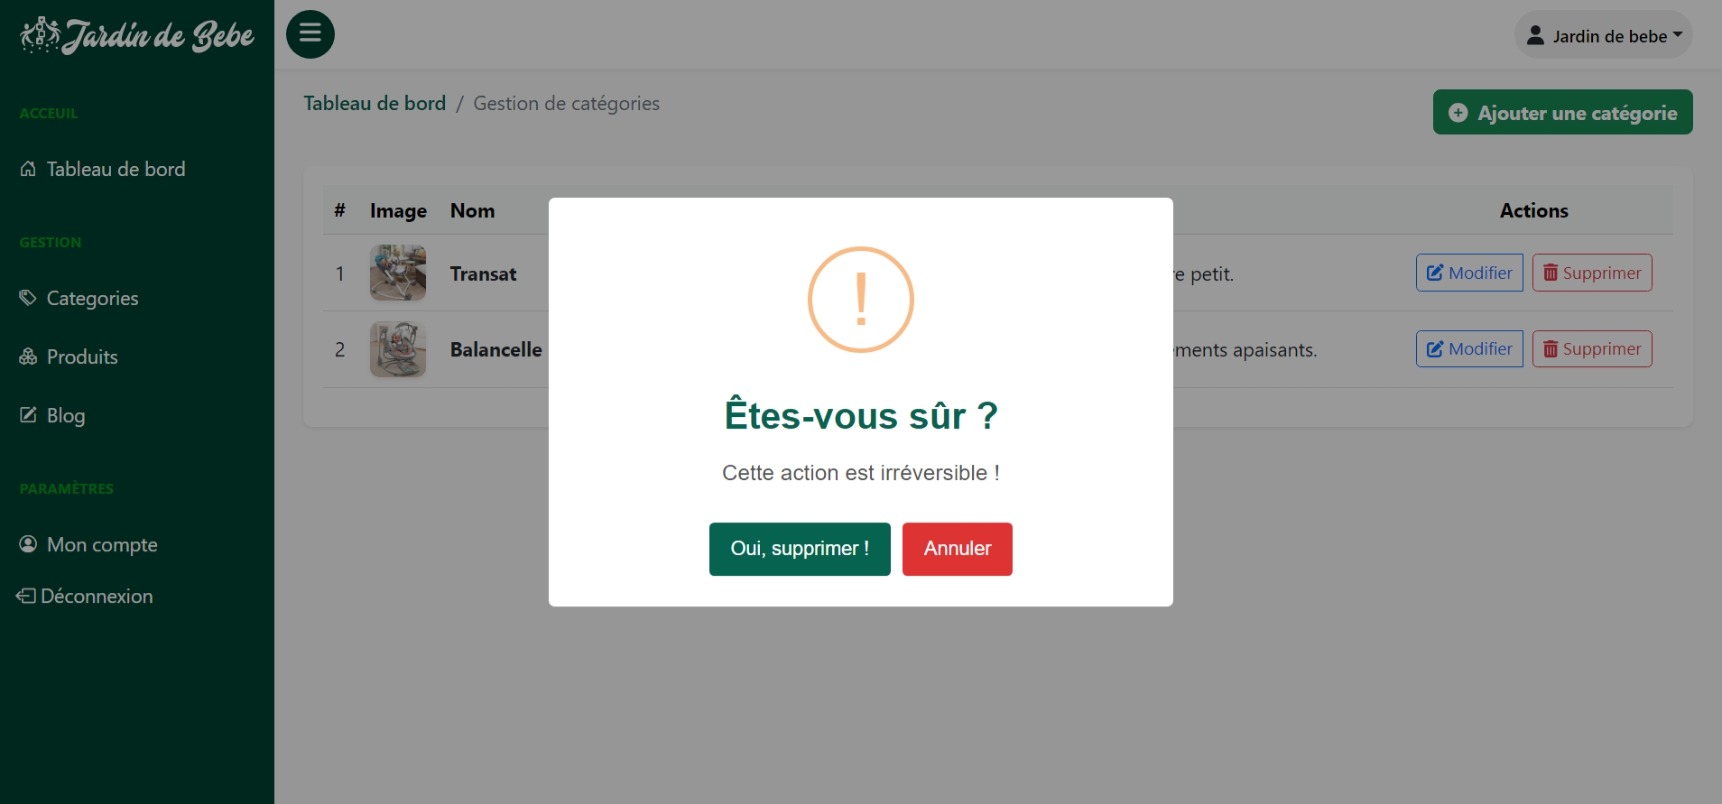 Jardin de Bebe
Jardin de bebe
ACCEUIL
Tableau de bord
GESTION
Categories
Produits
Blog
PARAMÈTRES
Mon compte
Déconnexion
Tableau de bord / Gestion de catégories
Ajouter une catégorie
# Image Nom Actions
1 Transat re petit. Modifier Supprimer
2 Balancelle ments apaisants. Modifier Supprimer
!
Êtes-vous sûr ?
Cette action est irréversible !
Oui, supprimer ! Annuler